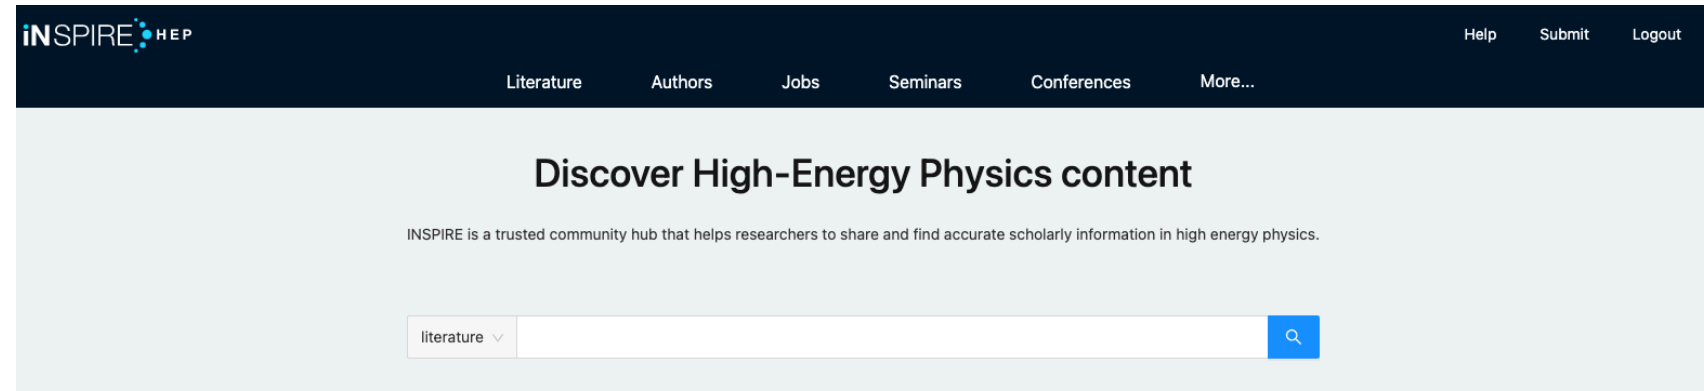 iNSPIRE HEP
Help Submit Logout
Literature Authors Jobs Seminars Conferences More...
Discover High-Energy Physics content
INSPIRE is a trusted community hub that helps researchers to share and find accurate scholarly information in high energy physics.
literature